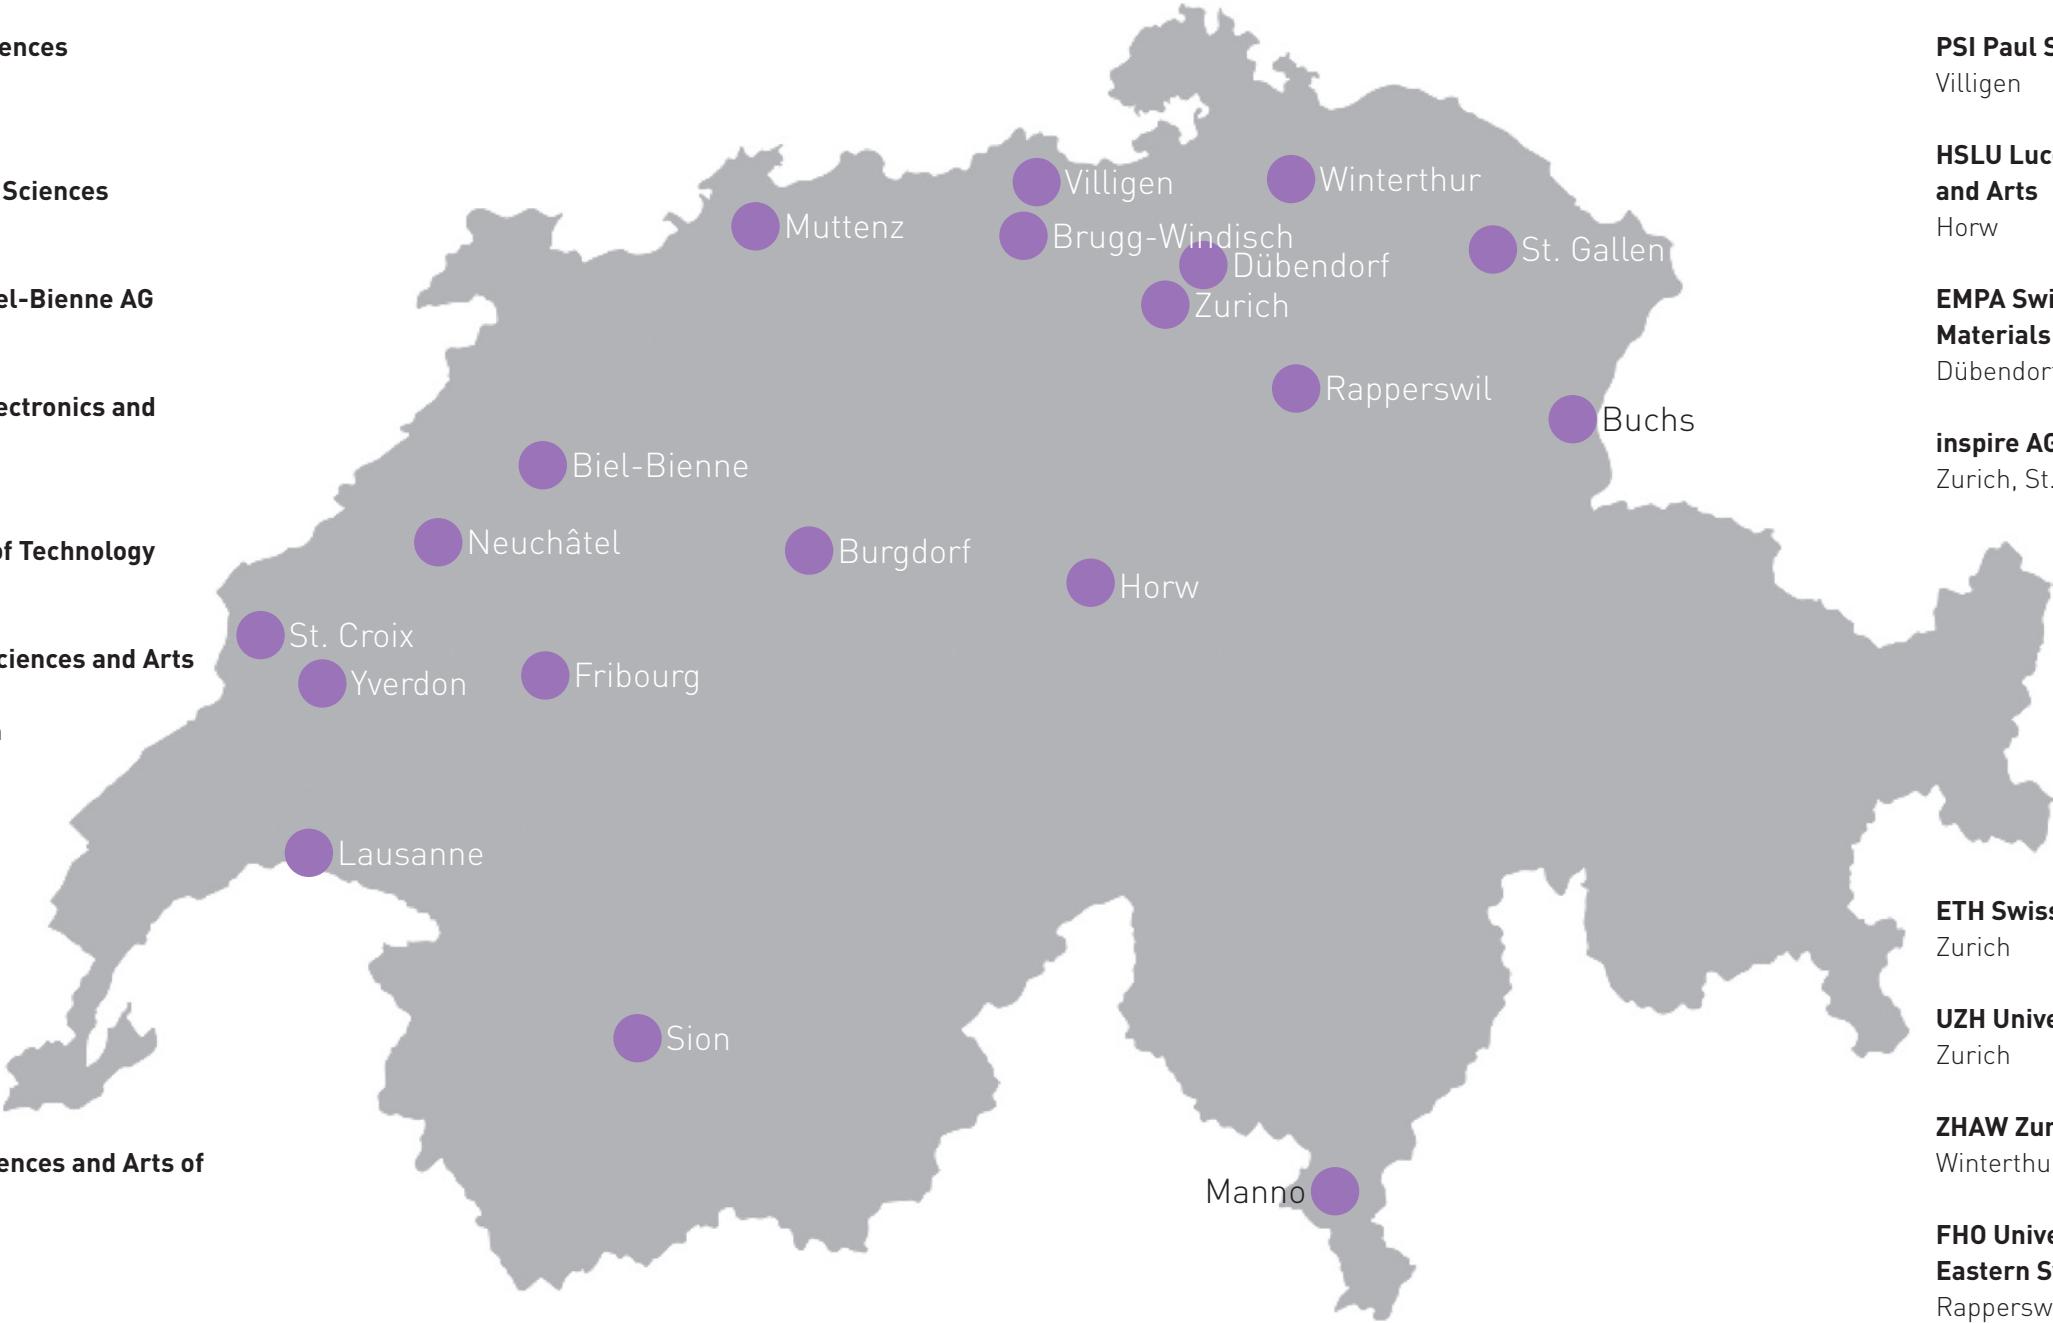 ences
Sciences
el-Bienne AG
ectronics and
of Technology
ciences and Arts
ences and Arts of
Villigen
Winterthur
Muttenz
Brugg-Windisch
St. Gallen
Dübendorf
Zurich
Rapperswil
Buchs
Biel-Bienne
Neuchâtel
Burgdorf
Horw
St. Croix
Fribourg
Yverdon
Lausanne
Sion
Manno
PSI Paul S
Villigen
HSLU Luc
and Arts
Horw
EMPA Swi
Materials
Dübendorf
inspire AG
Zurich, St.
ETH Swiss
Zurich
UZH Unive
Zurich
ZHAW Zur
Winterthu
FHO Unive
Eastern S
Rappersw